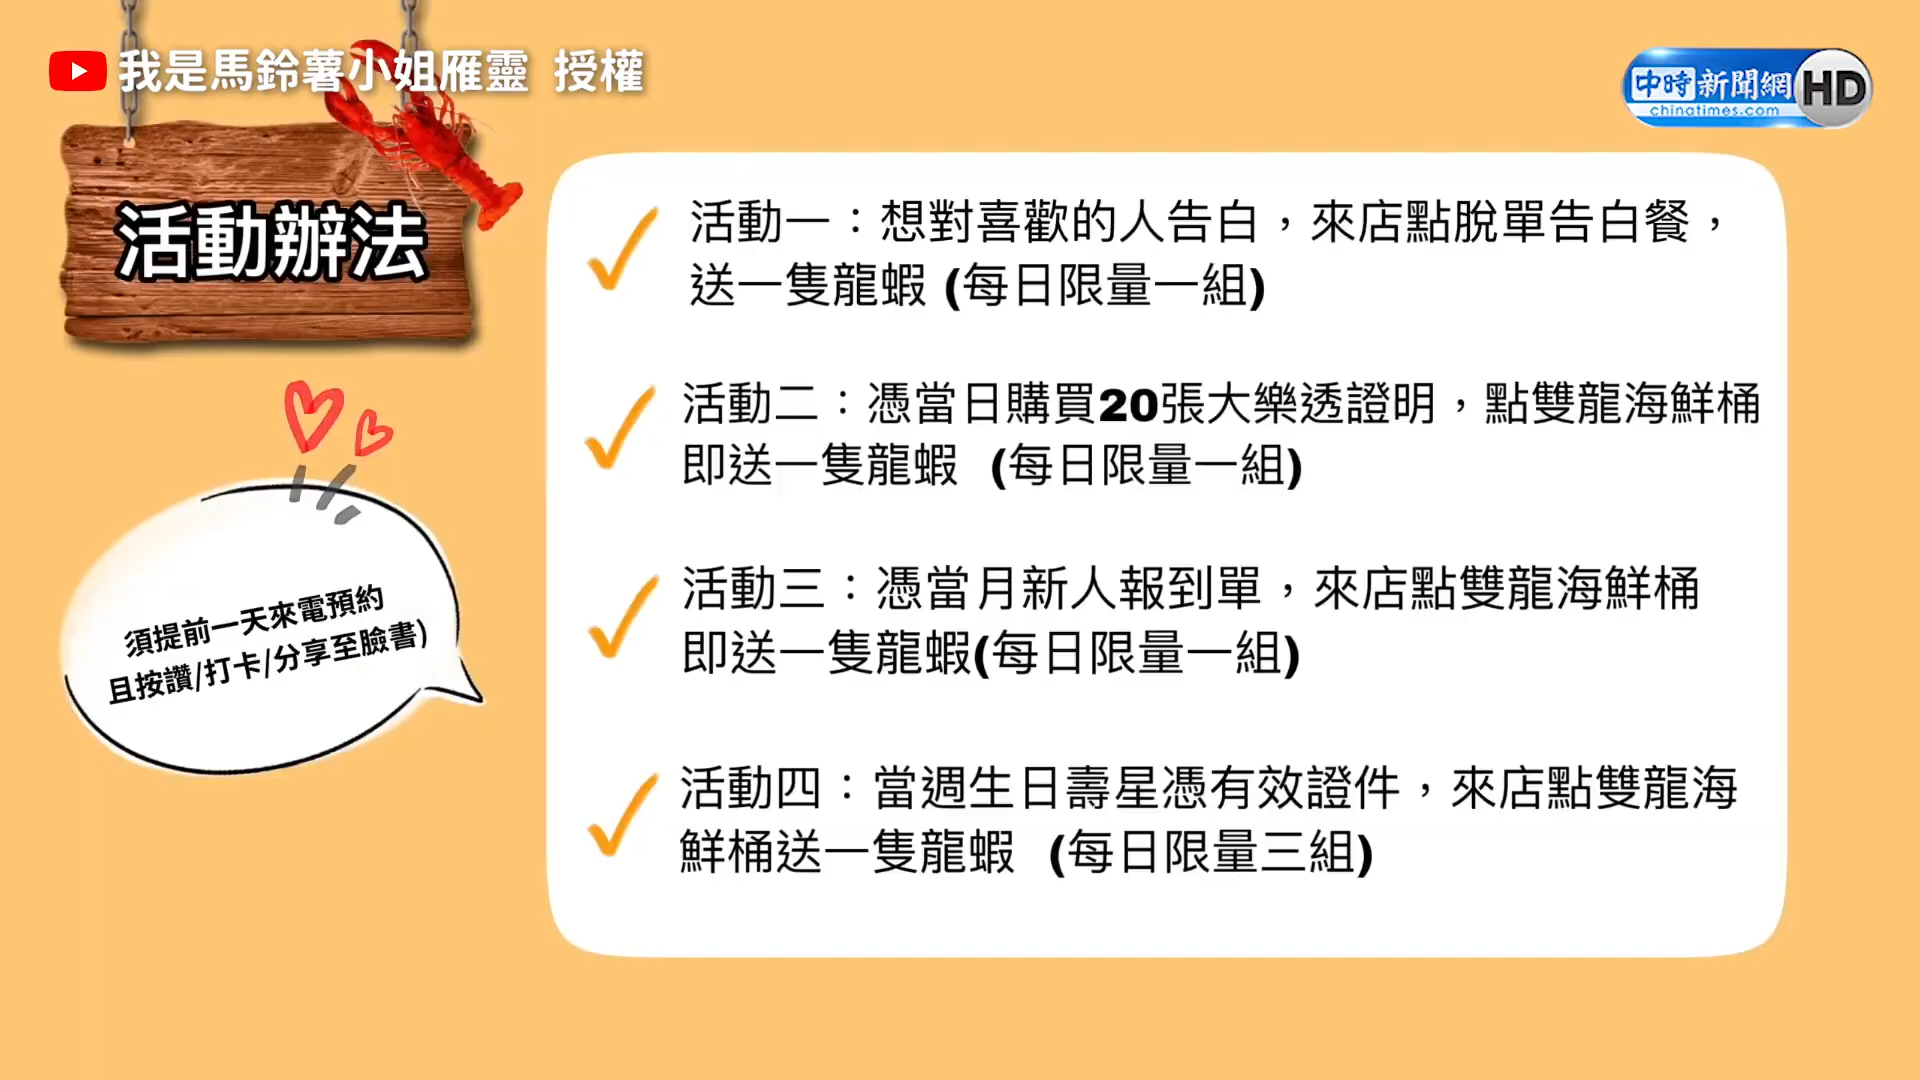 我是馬鈴薯小姐雁靈 授權
中時新聞網HD
chinatimes.com
活動辦法
活動一：想對喜歡的人告白，來店點脫單告白餐，
送一隻龍蝦 (每日限量一組)
活動二：憑當日購買20張大樂透證明，點雙龍海鮮桶
即送一隻龍蝦 (每日限量一組)
活動三：憑當月新人報到單，來店點雙龍海鮮桶
即送一隻龍蝦(每日限量一組)
活動四：當週生日壽星憑有效證件，來店點雙龍海
鮮桶送一隻龍蝦 (每日限量三組)
須提前一天來電預約
且按讚/打卡/分享至臉書)